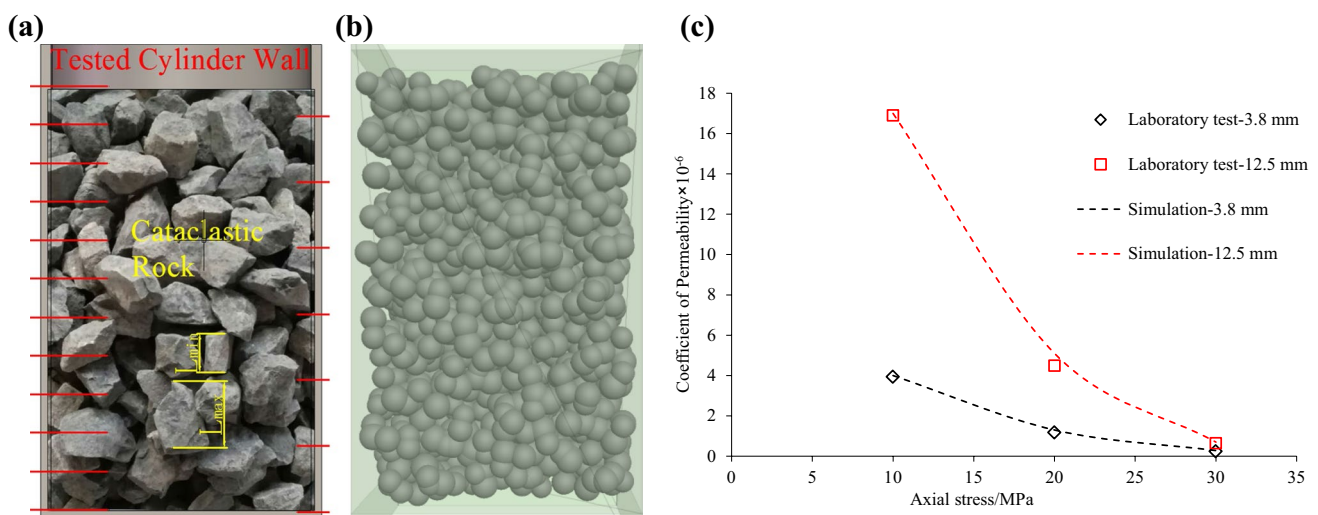 (a)
Tested Cylinder Wall
Cataclastic
Rock
Lmin
Lmax
(b)
(c)
Coefficient of Permeability×10⁻⁶
18
16
14
12
10
8
6
4
2
0
0 5 10 15 20 25 30 35
Axial stress/MPa
Laboratory test-3.8 mm
Laboratory test-12.5 mm
Simulation-3.8 mm
Simulation-12.5 mm